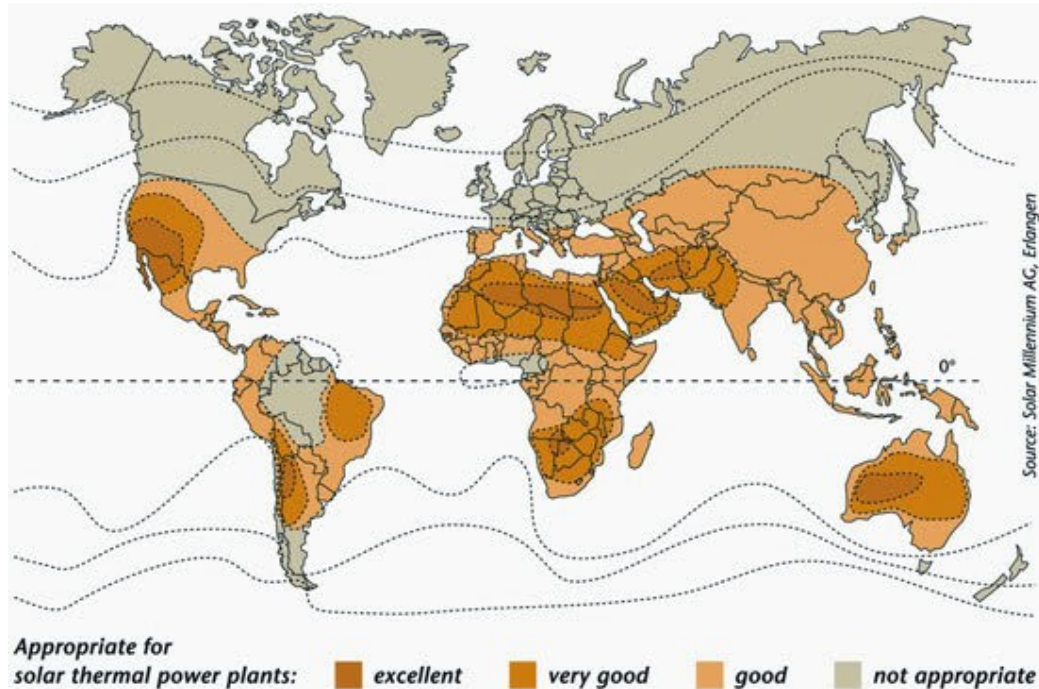 0°
Source: Solar Millennium AG, Erlangen
Appropriate for
solar thermal power plants: excellent very good good not appropriate